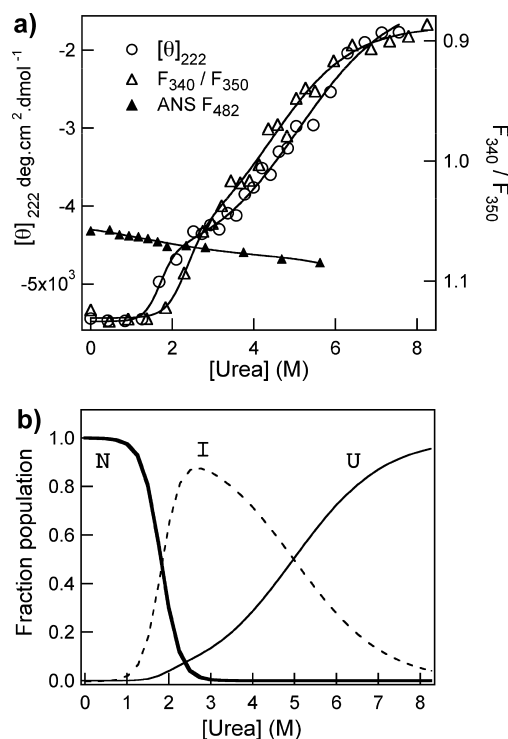 a)
[θ]222
F340 / F350
ANS F482
[θ]222 deg.cm2.dmol-1
-2
-3
-4
-5x10³
0.9
1.0
1.1
F340 / F350
0
2
4
6
8
[Urea] (M)
b)
N
I
U
Fraction population
1.0
0.8
0.6
0.4
0.2
0.0
0
1
2
3
4
5
6
7
8
[Urea] (M)